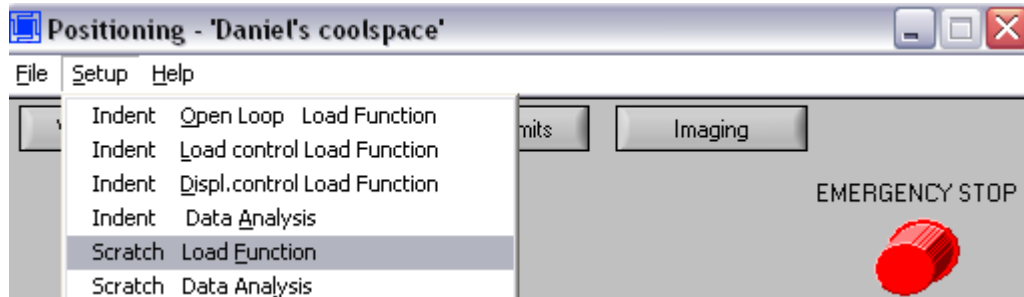 Positioning - 'Daniel's coolspace'
File Setup Help
Indent Open Loop Load Function
mits
Imaging
Indent Load control Load Function
Indent Displ.control Load Function
EMERGENCY STOP
Indent Data Analysis
Scratch Load Function
Scratch Data Analysis